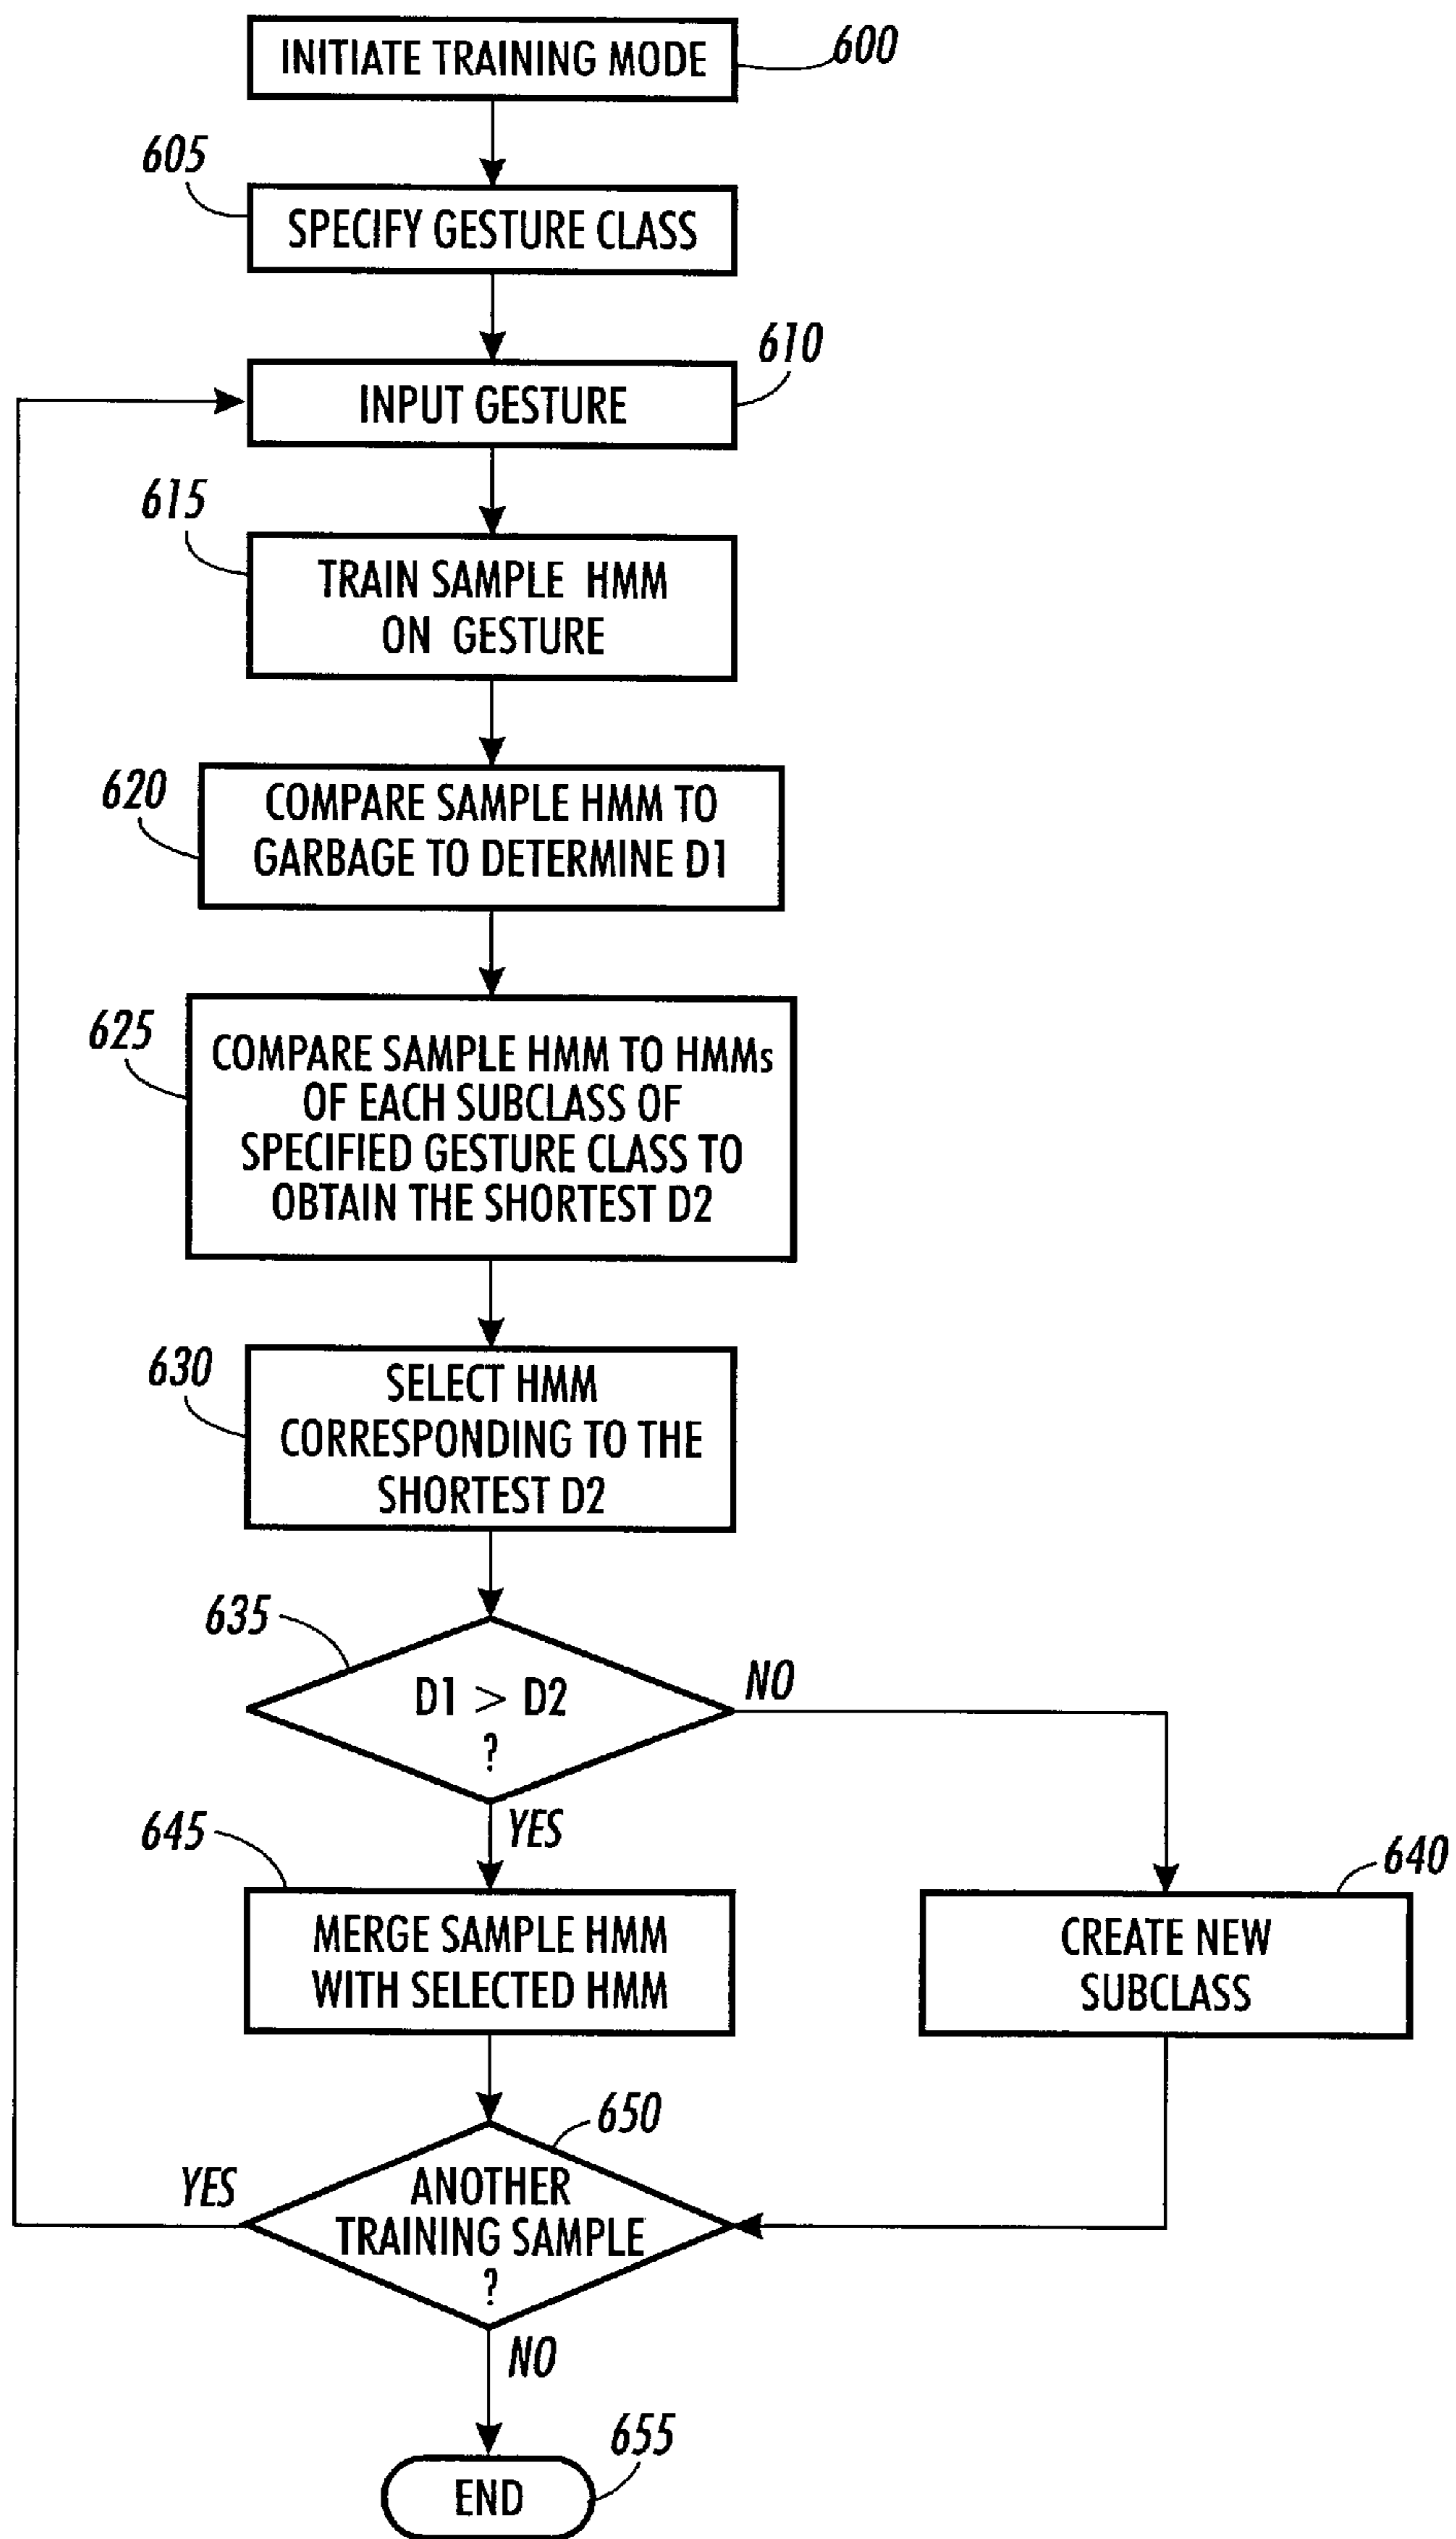 INITIATE TRAINING MODE
600
605
SPECIFY GESTURE CLASS
610
INPUT GESTURE
615
TRAIN SAMPLE HMM
ON GESTURE
620
COMPARE SAMPLE HMM TO
GARBAGE TO DETERMINE D1
625
COMPARE SAMPLE HMM TO HMMs
OF EACH SUBCLASS OF
SPECIFIED GESTURE CLASS TO
OBTAIN THE SHORTEST D2
630
SELECT HMM
CORRESPONDING TO THE
SHORTEST D2
635
D1 > D2
?
NO
YES
645
MERGE SAMPLE HMM
WITH SELECTED HMM
640
CREATE NEW
SUBCLASS
650
YES
ANOTHER
TRAINING SAMPLE
?
NO
655
END